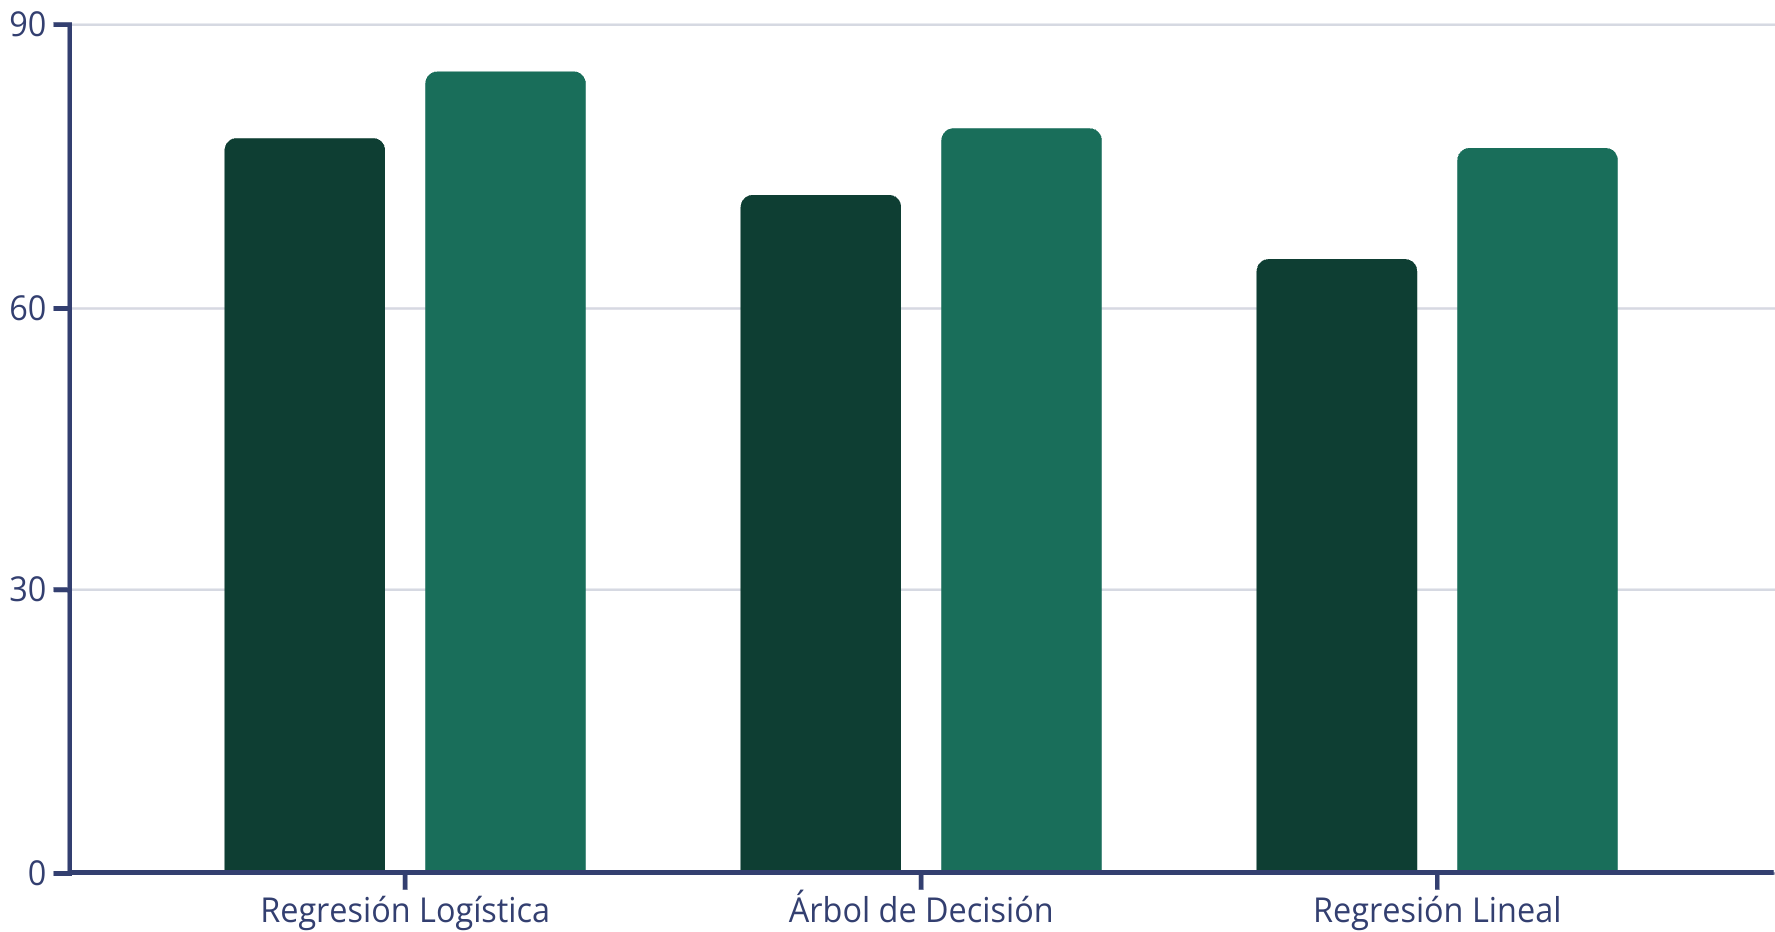 90
60
30
0
Regresión Logística
Árbol de Decisión
Regresión Lineal